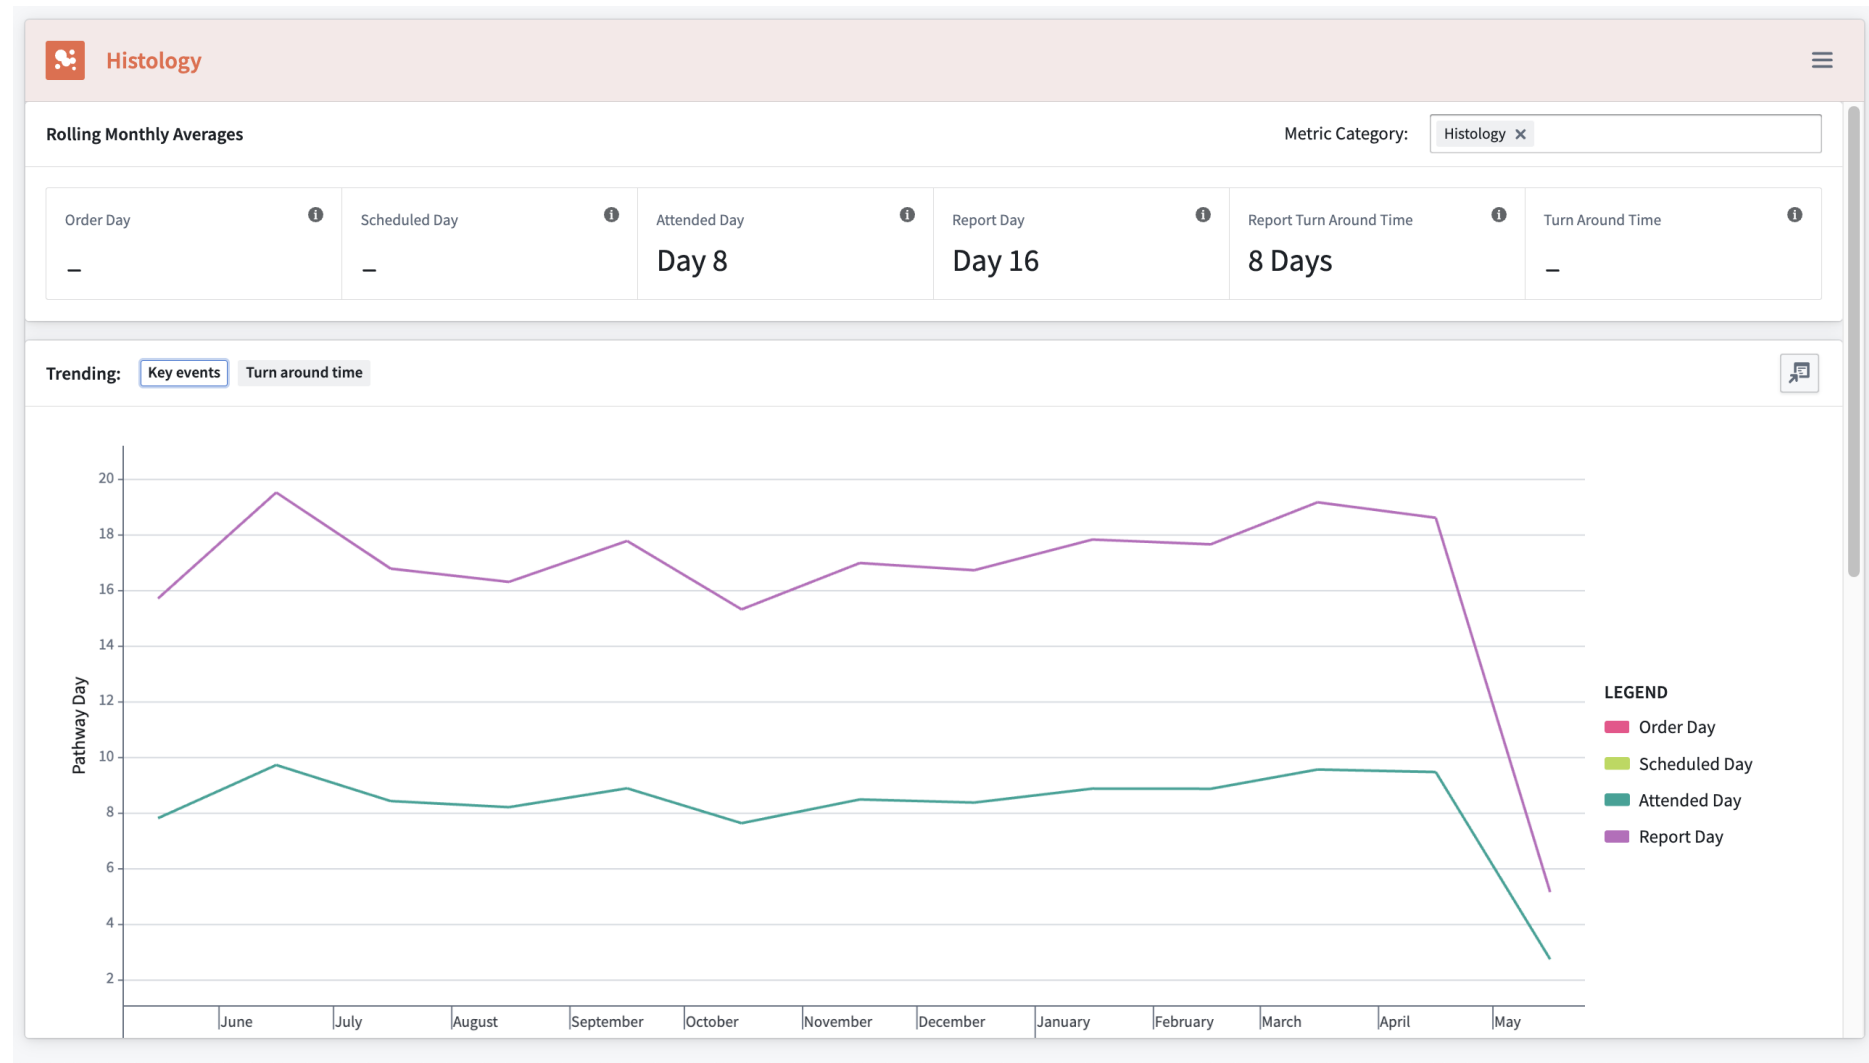 Histology
Rolling Monthly Averages
Metric Category:
Histology
Order Day
–
Scheduled Day
–
Attended Day
Day 8
Report Day
Day 16
Report Turn Around Time
8 Days
Turn Around Time
–
Trending:
Key events
Turn around time
20
18
16
14
12
10
8
6
4
2
Pathway Day
June
July
August
September
October
November
December
January
February
March
April
May
LEGEND
Order Day
Scheduled Day
Attended Day
Report Day